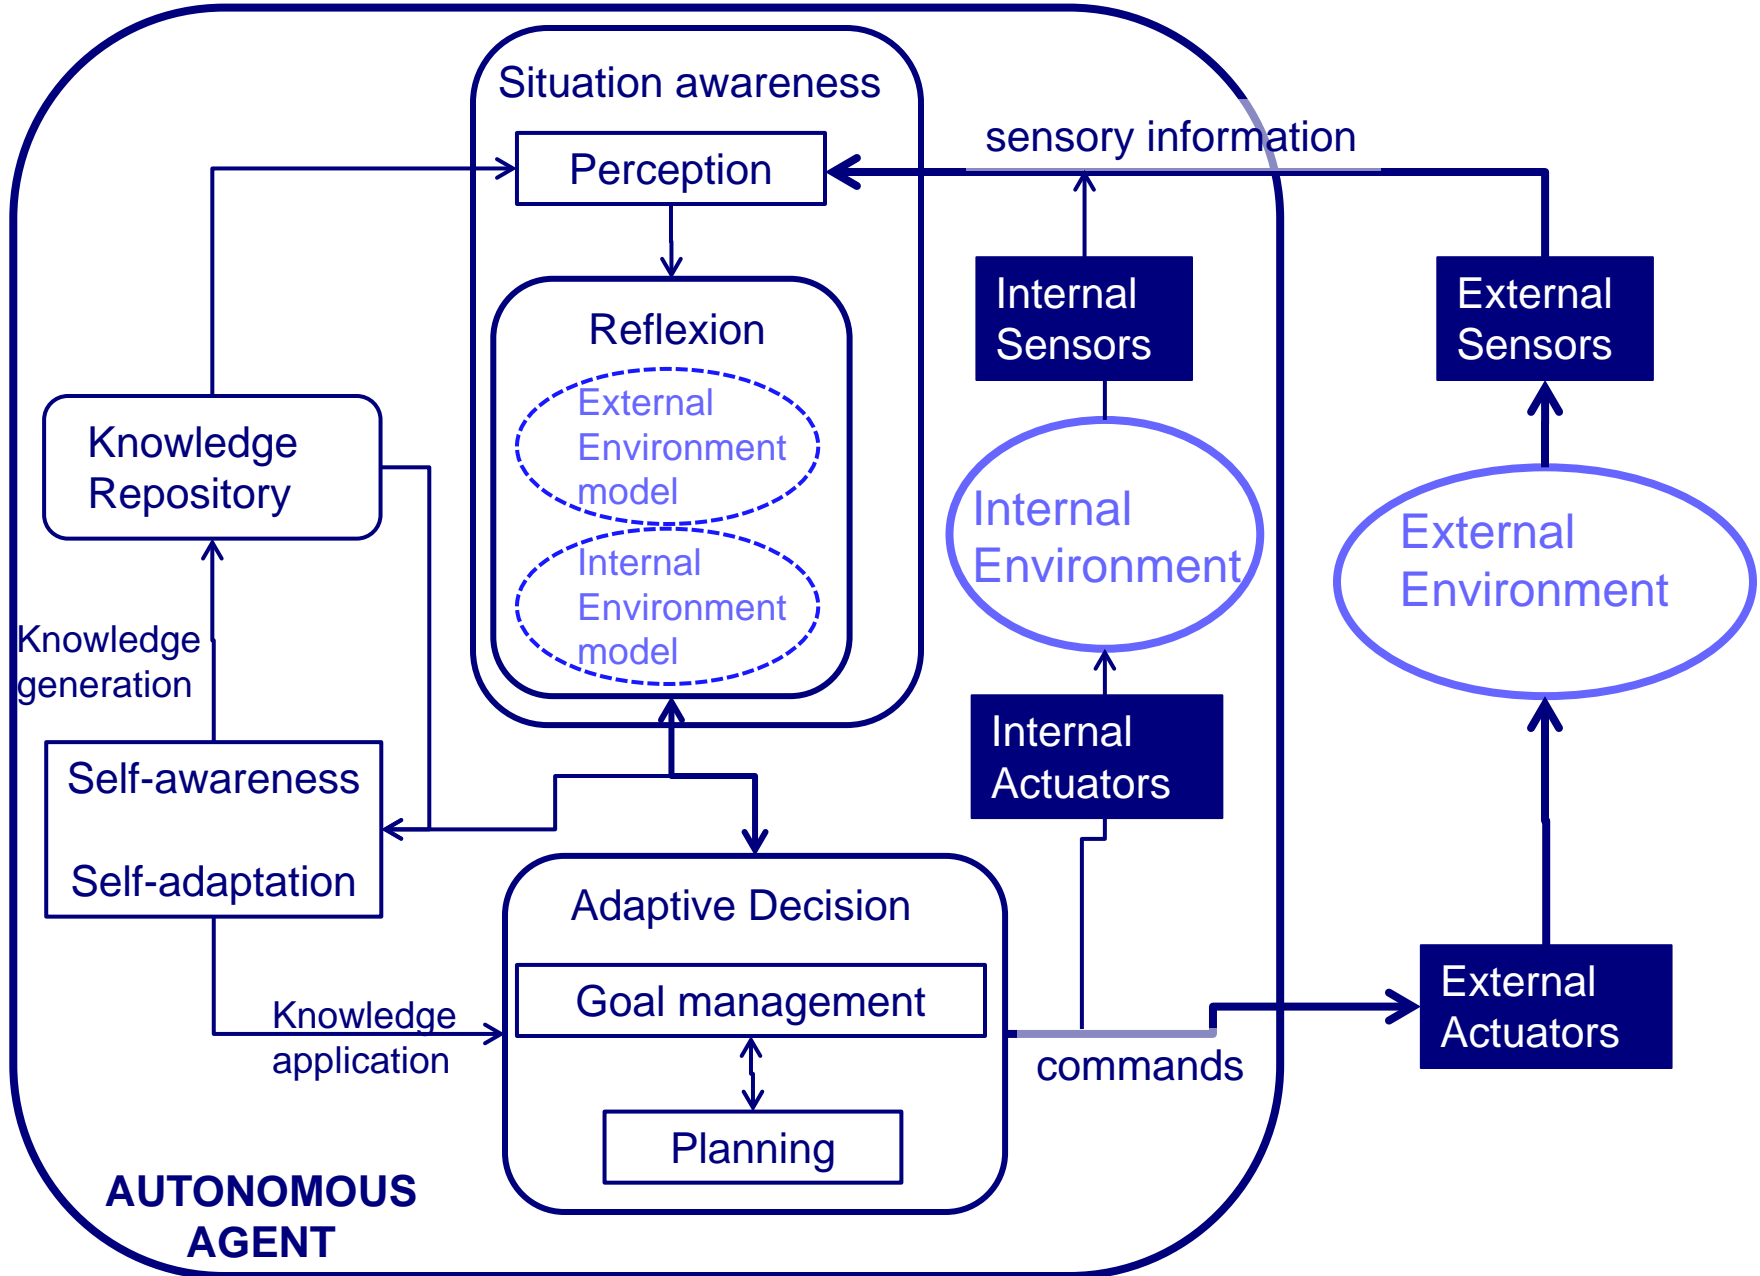 Situation awareness
Perception
sensory information
Reflexion
External
Environment
model
Internal
Environment
model
Internal
Sensors
External
Sensors
Knowledge
Repository
Internal
Environment
External
Environment
Knowledge
generation
Self-awareness
Self-adaptation
Internal
Actuators
Adaptive Decision
Goal management
Planning
Knowledge
application
commands
External
Actuators
AUTONOMOUS
AGENT